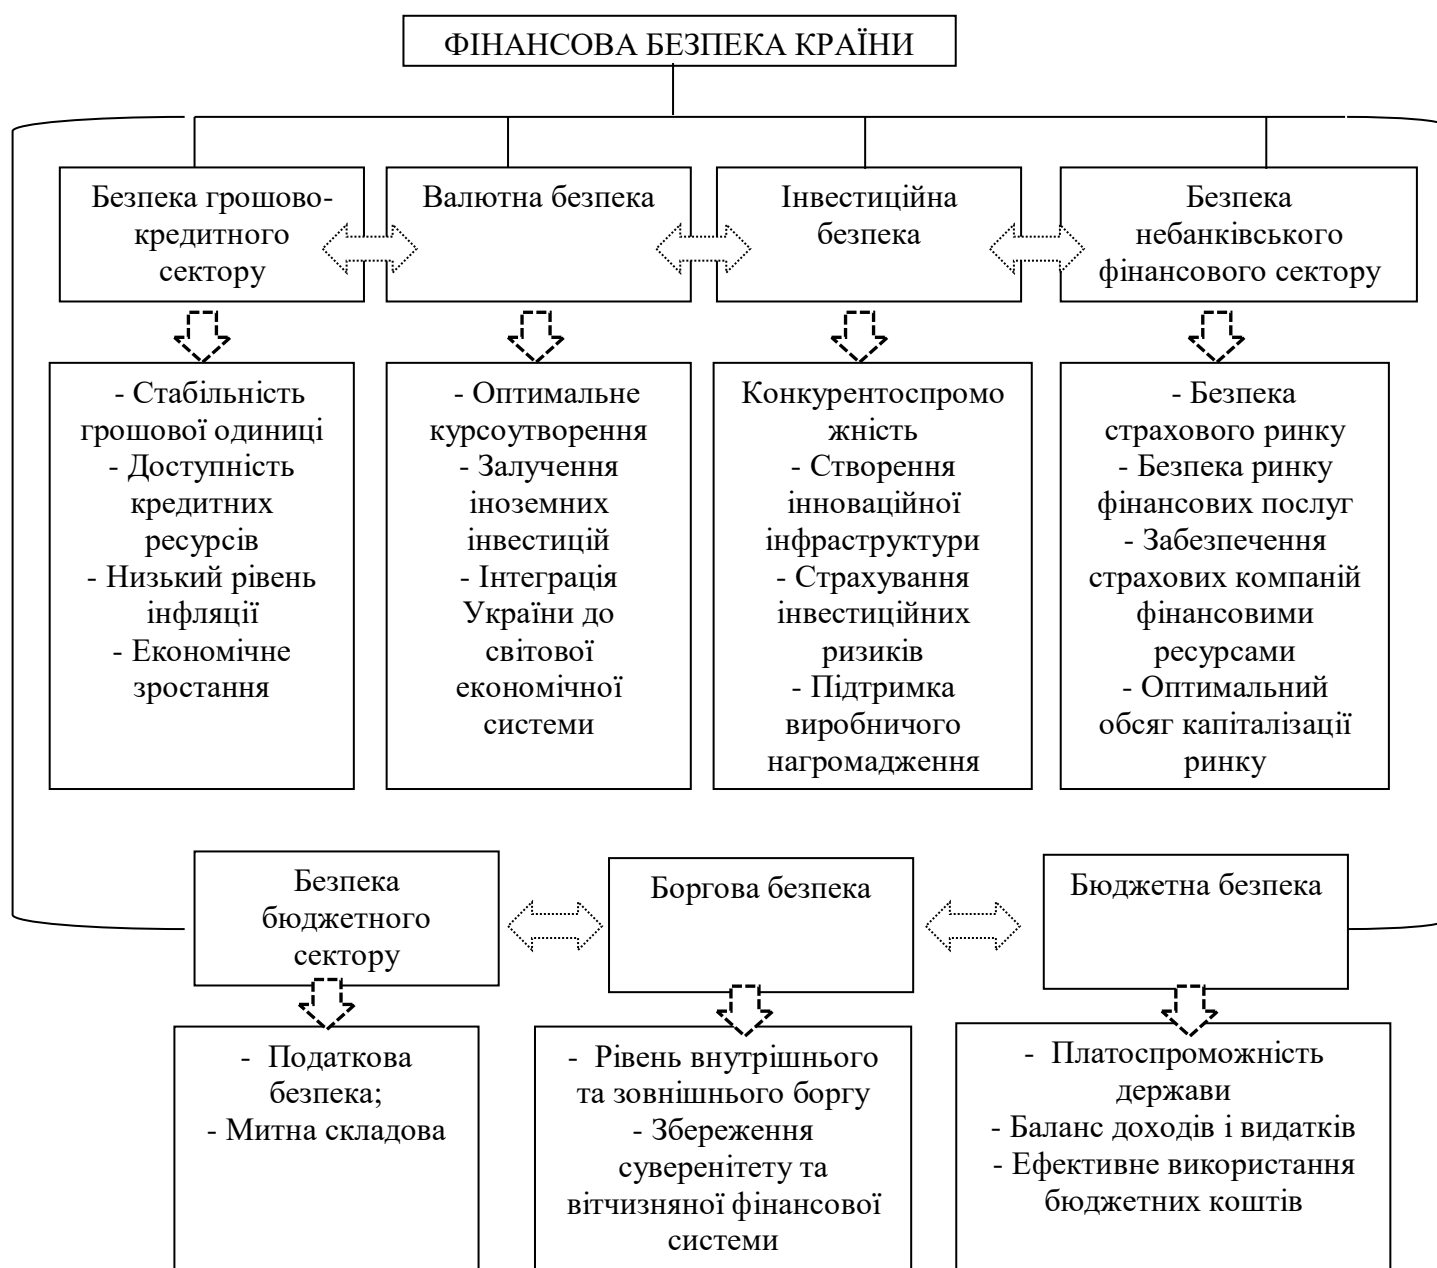 ФІНАНСОВА БЕЗПЕКА КРАЇНИ
Безпека грошово-
кредитного
сектору
Валютна безпека
Інвестиційна
безпека
Безпека
небанківського
фінансового сектору
- Стабільність
грошової одиниці
- Доступність
кредитних
ресурсів
- Низький рівень
інфляції
- Економічне
зростання
- Оптимальне
курсоутворення
- Залучення
іноземних
інвестицій
- Інтеграція
України до
світової
економічної
системи
Конкурентоспромо
жність
- Створення
інноваційної
інфраструктури
- Страхування
інвестиційних
ризиків
- Підтримка
виробничого
нагромадження
- Безпека
страхового ринку
- Безпека ринку
фінансових послуг
- Забезпечення
страхових компаній
фінансовими
ресурсами
- Оптимальний
обсяг капіталізації
ринку
Безпека
бюджетного
сектору
Боргова безпека
Бюджетна безпека
- Податкова
безпека;
- Митна складова
- Рівень внутрішнього
та зовнішнього боргу
- Збереження
суверенітету та
вітчизняної фінансової
системи
- Платоспроможність
держави
- Баланс доходів і видатків
- Ефективне використання
бюджетних коштів